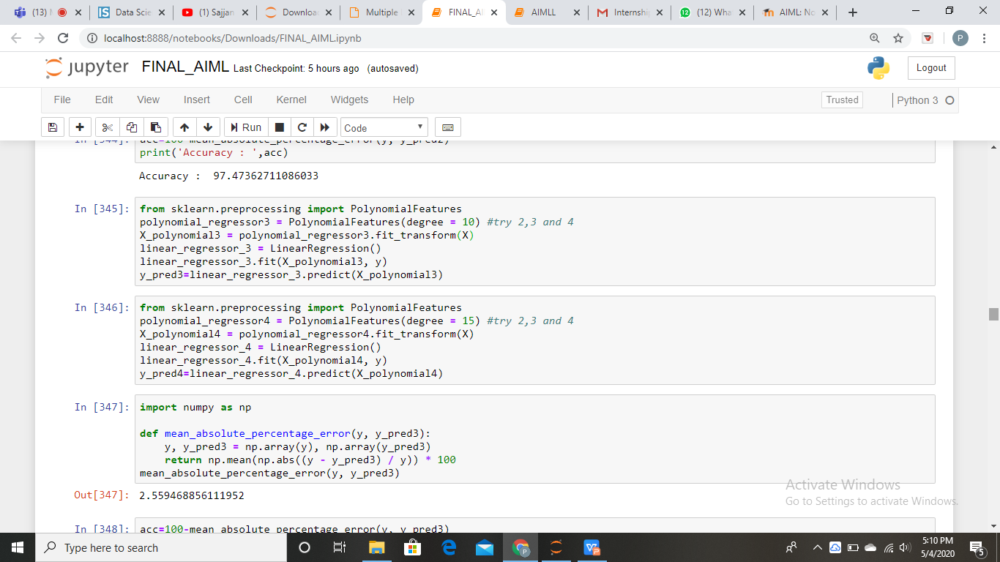 (13)
Data Scie
(1) Sajjan
Downloa
Multiple
FINAL_A
AIMLL
Internshi
(12) Wha
AIML: No
localhost:8888/notebooks/Downloads/FINAL_AIML.ipynb
P
jupyter FINAL_AIML Last Checkpoint: 5 hours ago (autosaved)
Logout
File Edit View Insert Cell Kernel Widgets Help
Trusted Python 3
Run Code
In [344]: acc=100-mean_absolute_percentage_error(y, y_pred2)
print('Accuracy : ',acc)
Accuracy :  97.47362711086033
In [345]: from sklearn.preprocessing import PolynomialFeatures
polynomial_regressor3 = PolynomialFeatures(degree = 10) #try 2,3 and 4
X_polynomial3 = polynomial_regressor3.fit_transform(X)
linear_regressor_3 = LinearRegression()
linear_regressor_3.fit(X_polynomial3, y)
y_pred3=linear_regressor_3.predict(X_polynomial3)
In [346]: from sklearn.preprocessing import PolynomialFeatures
polynomial_regressor4 = PolynomialFeatures(degree = 15) #try 2,3 and 4
X_polynomial4 = polynomial_regressor4.fit_transform(X)
linear_regressor_4 = LinearRegression()
linear_regressor_4.fit(X_polynomial4, y)
y_pred4=linear_regressor_4.predict(X_polynomial4)
In [347]: import numpy as np
def mean_absolute_percentage_error(y, y_pred3):
    y, y_pred3 = np.array(y), np.array(y_pred3)
    return np.mean(np.abs((y - y_pred3) / y)) * 100
mean_absolute_percentage_error(y, y_pred3)
Out[347]: 2.559468856111952
In [348]: acc=100-mean_absolute_percentage_error(y, y_pred3)
Activate Windows
Go to Settings to activate Windows.
Type here to search
5:10 PM
5/4/2020
5